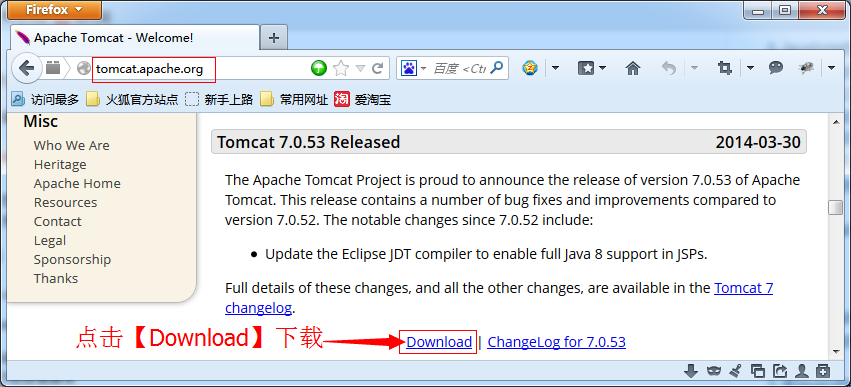 Firefox
Apache Tomcat - Welcome!
tomcat.apache.org
百度 <Ctr
访问最多 火狐官方站点 新手上路 常用网址 淘 爱淘宝
Misc
Who We Are
Heritage
Apache Home
Resources
Contact
Legal
Sponsorship
Thanks
Tomcat 7.0.53 Released 2014-03-30
The Apache Tomcat Project is proud to announce the release of version 7.0.53 of Apache
Tomcat. This release contains a number of bug fixes and improvements compared to
version 7.0.52. The notable changes since 7.0.52 include:
Update the Eclipse JDT compiler to enable full Java 8 support in JSPs.
Full details of these changes, and all the other changes, are available in the Tomcat 7
changelog.
点击【Download】下载
Download | ChangeLog for 7.0.53